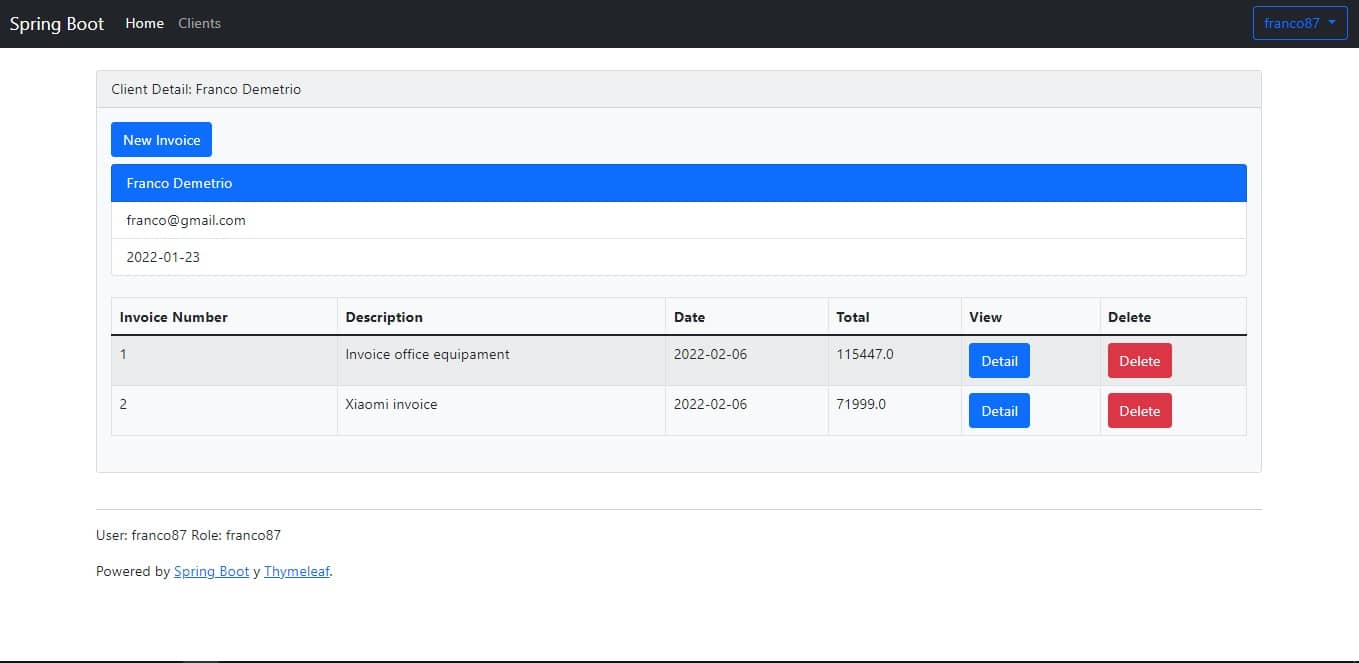 Spring Boot Home Clients franco87
Client Detail: Franco Demetrio
New Invoice
Franco Demetrio
franco@gmail.com
2022-01-23
Invoice Number Description Date Total View Delete
1 Invoice office equipament 2022-02-06 115447.0 Detail Delete
2 Xiaomi invoice 2022-02-06 71999.0 Detail Delete
User: franco87 Role: franco87
Powered by Spring Boot y Thymeleaf.